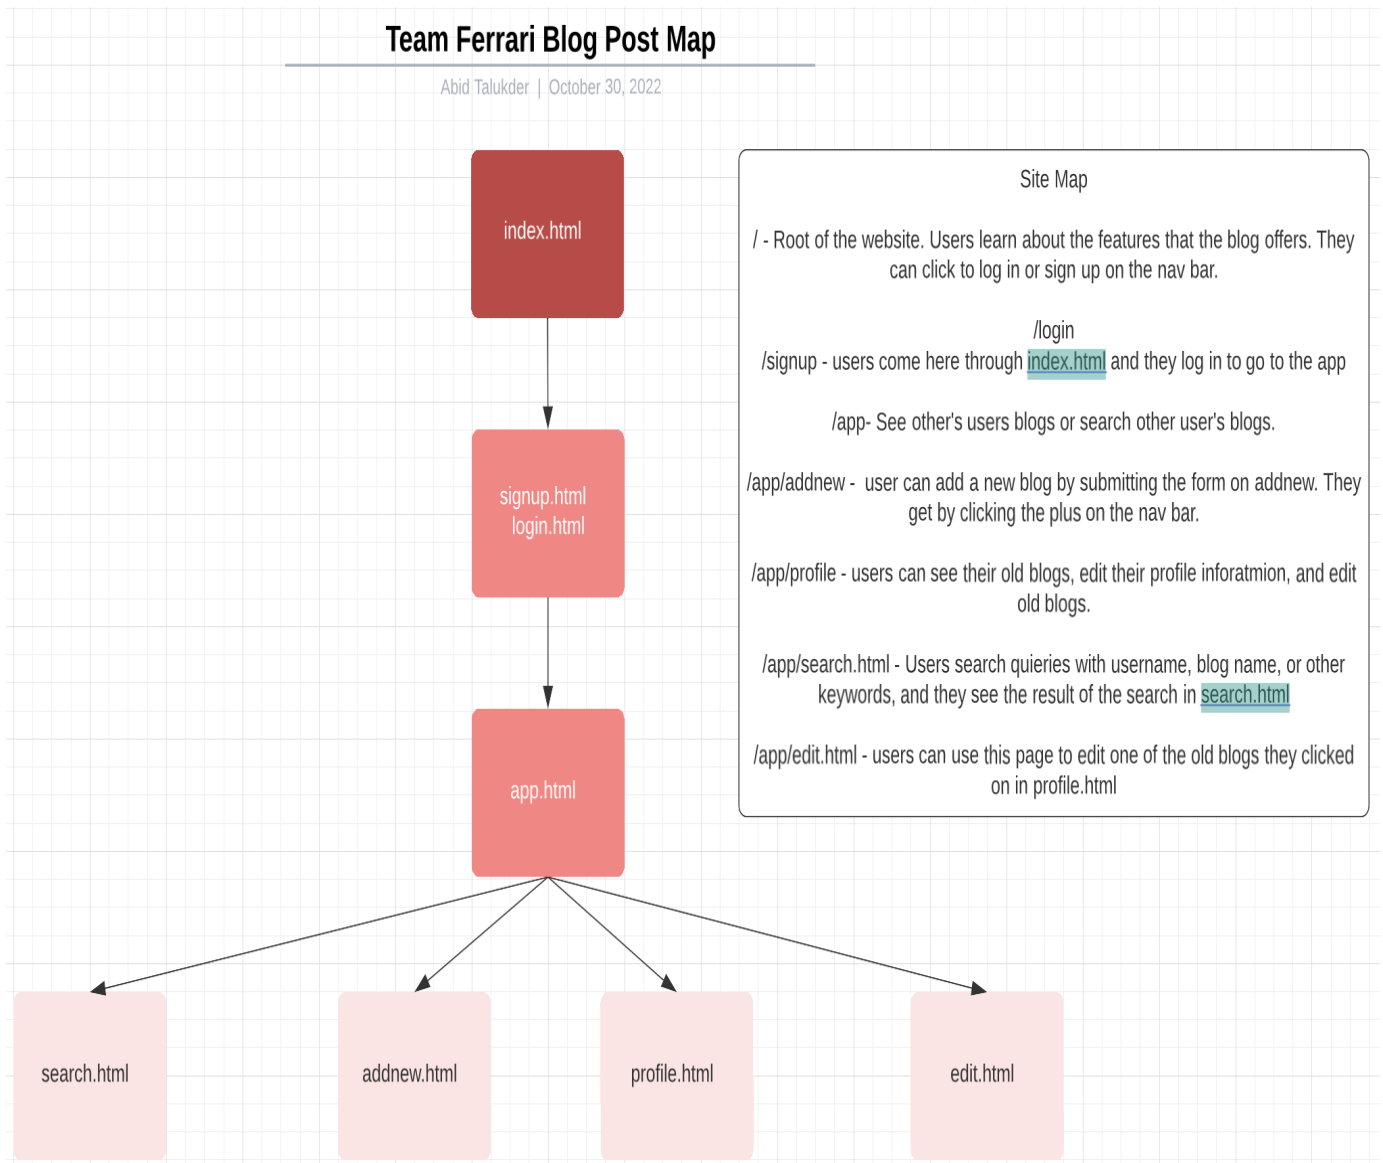 Team Ferrari Blog Post Map
Abid Talukder | October 30, 2022
index.html
signup.html
login.html
app.html
search.html
addnew.html
profile.html
edit.html
Site Map
/ - Root of the website. Users learn about the features that the blog offers. They
can click to log in or sign up on the nav bar.
/login
/signup - users come here through index.html and they log in to go to the app
/app- See other's users blogs or search other user's blogs.
/app/addnew -  user can add a new blog by submitting the form on addnew. They
get by clicking the plus on the nav bar.
/app/profile - users can see their old blogs, edit their profile inforatmion, and edit
old blogs.
/app/search.html - Users search quieries with username, blog name, or other
keywords, and they see the result of the search in search.html
/app/edit.html - users can use this page to edit one of the old blogs they clicked
on in profile.html